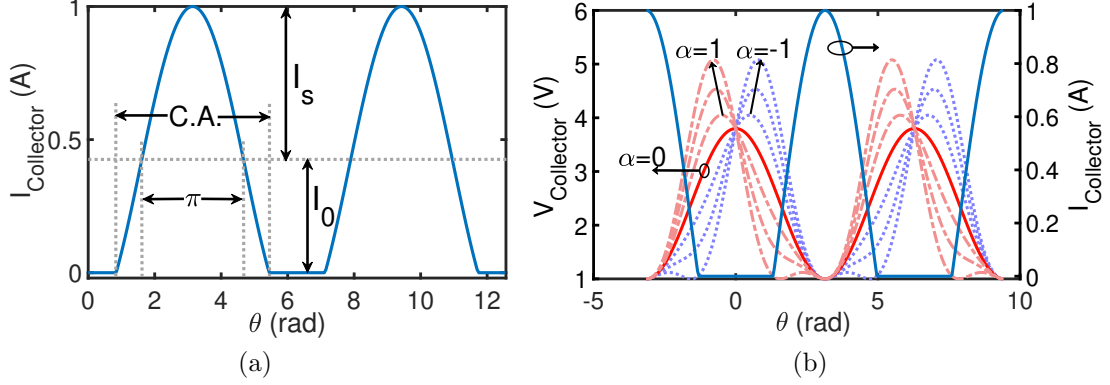 1
0.5
0
I_Collector (A)
C.A.
π
I_s
I_0
0 2 4 6 8 10 12
θ (rad)
(a)
6
5
4
3
2
1
V_Collector (V)
α=1 α=-1
α=0
1
0.8
0.6
0.4
0.2
0
I_Collector (A)
-5 0 5 10
θ (rad)
(b)